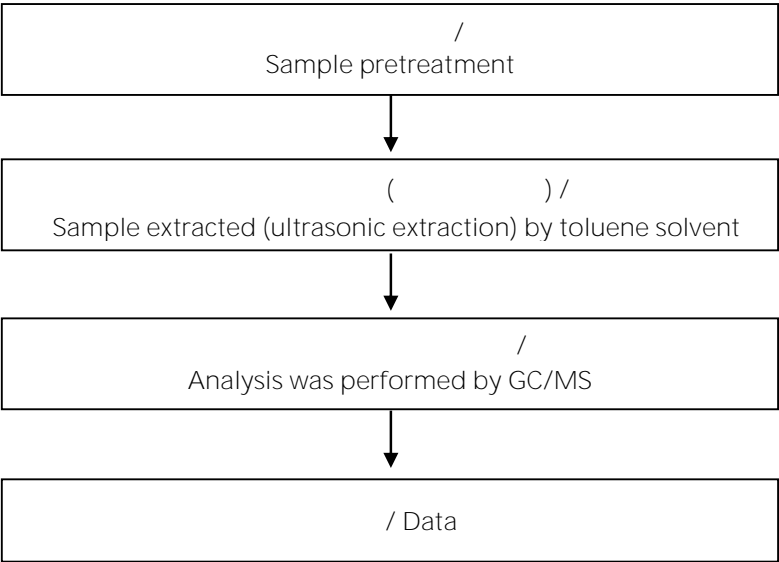 /
Sample pretreatment
( ) /
Sample extracted (ultrasonic extraction) by toluene solvent
/
Analysis was performed by GC/MS
/ Data